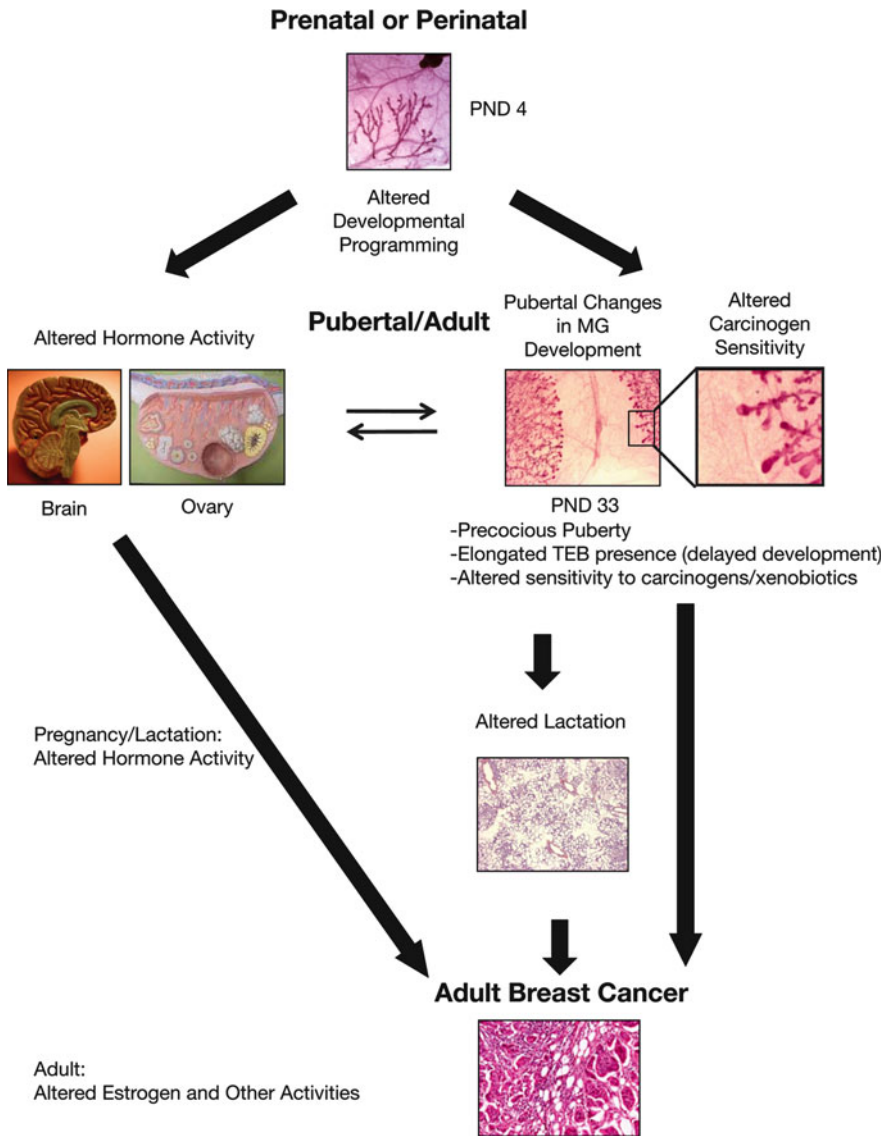 Prenatal or Perinatal
PND 4
Altered
Developmental
Programming
Altered Hormone Activity
Pubertal/Adult
Pubertal Changes
in MG
Development
Altered
Carcinogen
Sensitivity
Brain
Ovary
PND 33
-Precocious Puberty
-Elongated TEB presence (delayed development)
-Altered sensitivity to carcinogens/xenobiotics
Altered Lactation
Pregnancy/Lactation:
Altered Hormone Activity
Adult Breast Cancer
Adult:
Altered Estrogen and Other Activities